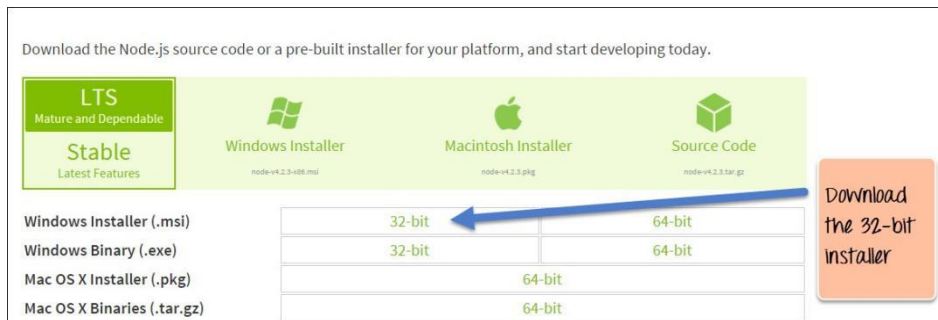 Download the Node.js source code or a pre-built installer for your platform, and start developing today.
LTS
Mature and Dependable
Stable
Latest Features
Windows Installer
node-v4.2.3-x86.msi
Macintosh Installer
node-v4.2.3.pkg
Source Code
node-v4.2.3.tar.gz
Windows Installer (.msi) 32-bit 64-bit
Windows Binary (.exe) 32-bit 64-bit
Mac OS X Installer (.pkg) 64-bit
Mac OS X Binaries (.tar.gz) 64-bit
Download
the 32-bit
installer